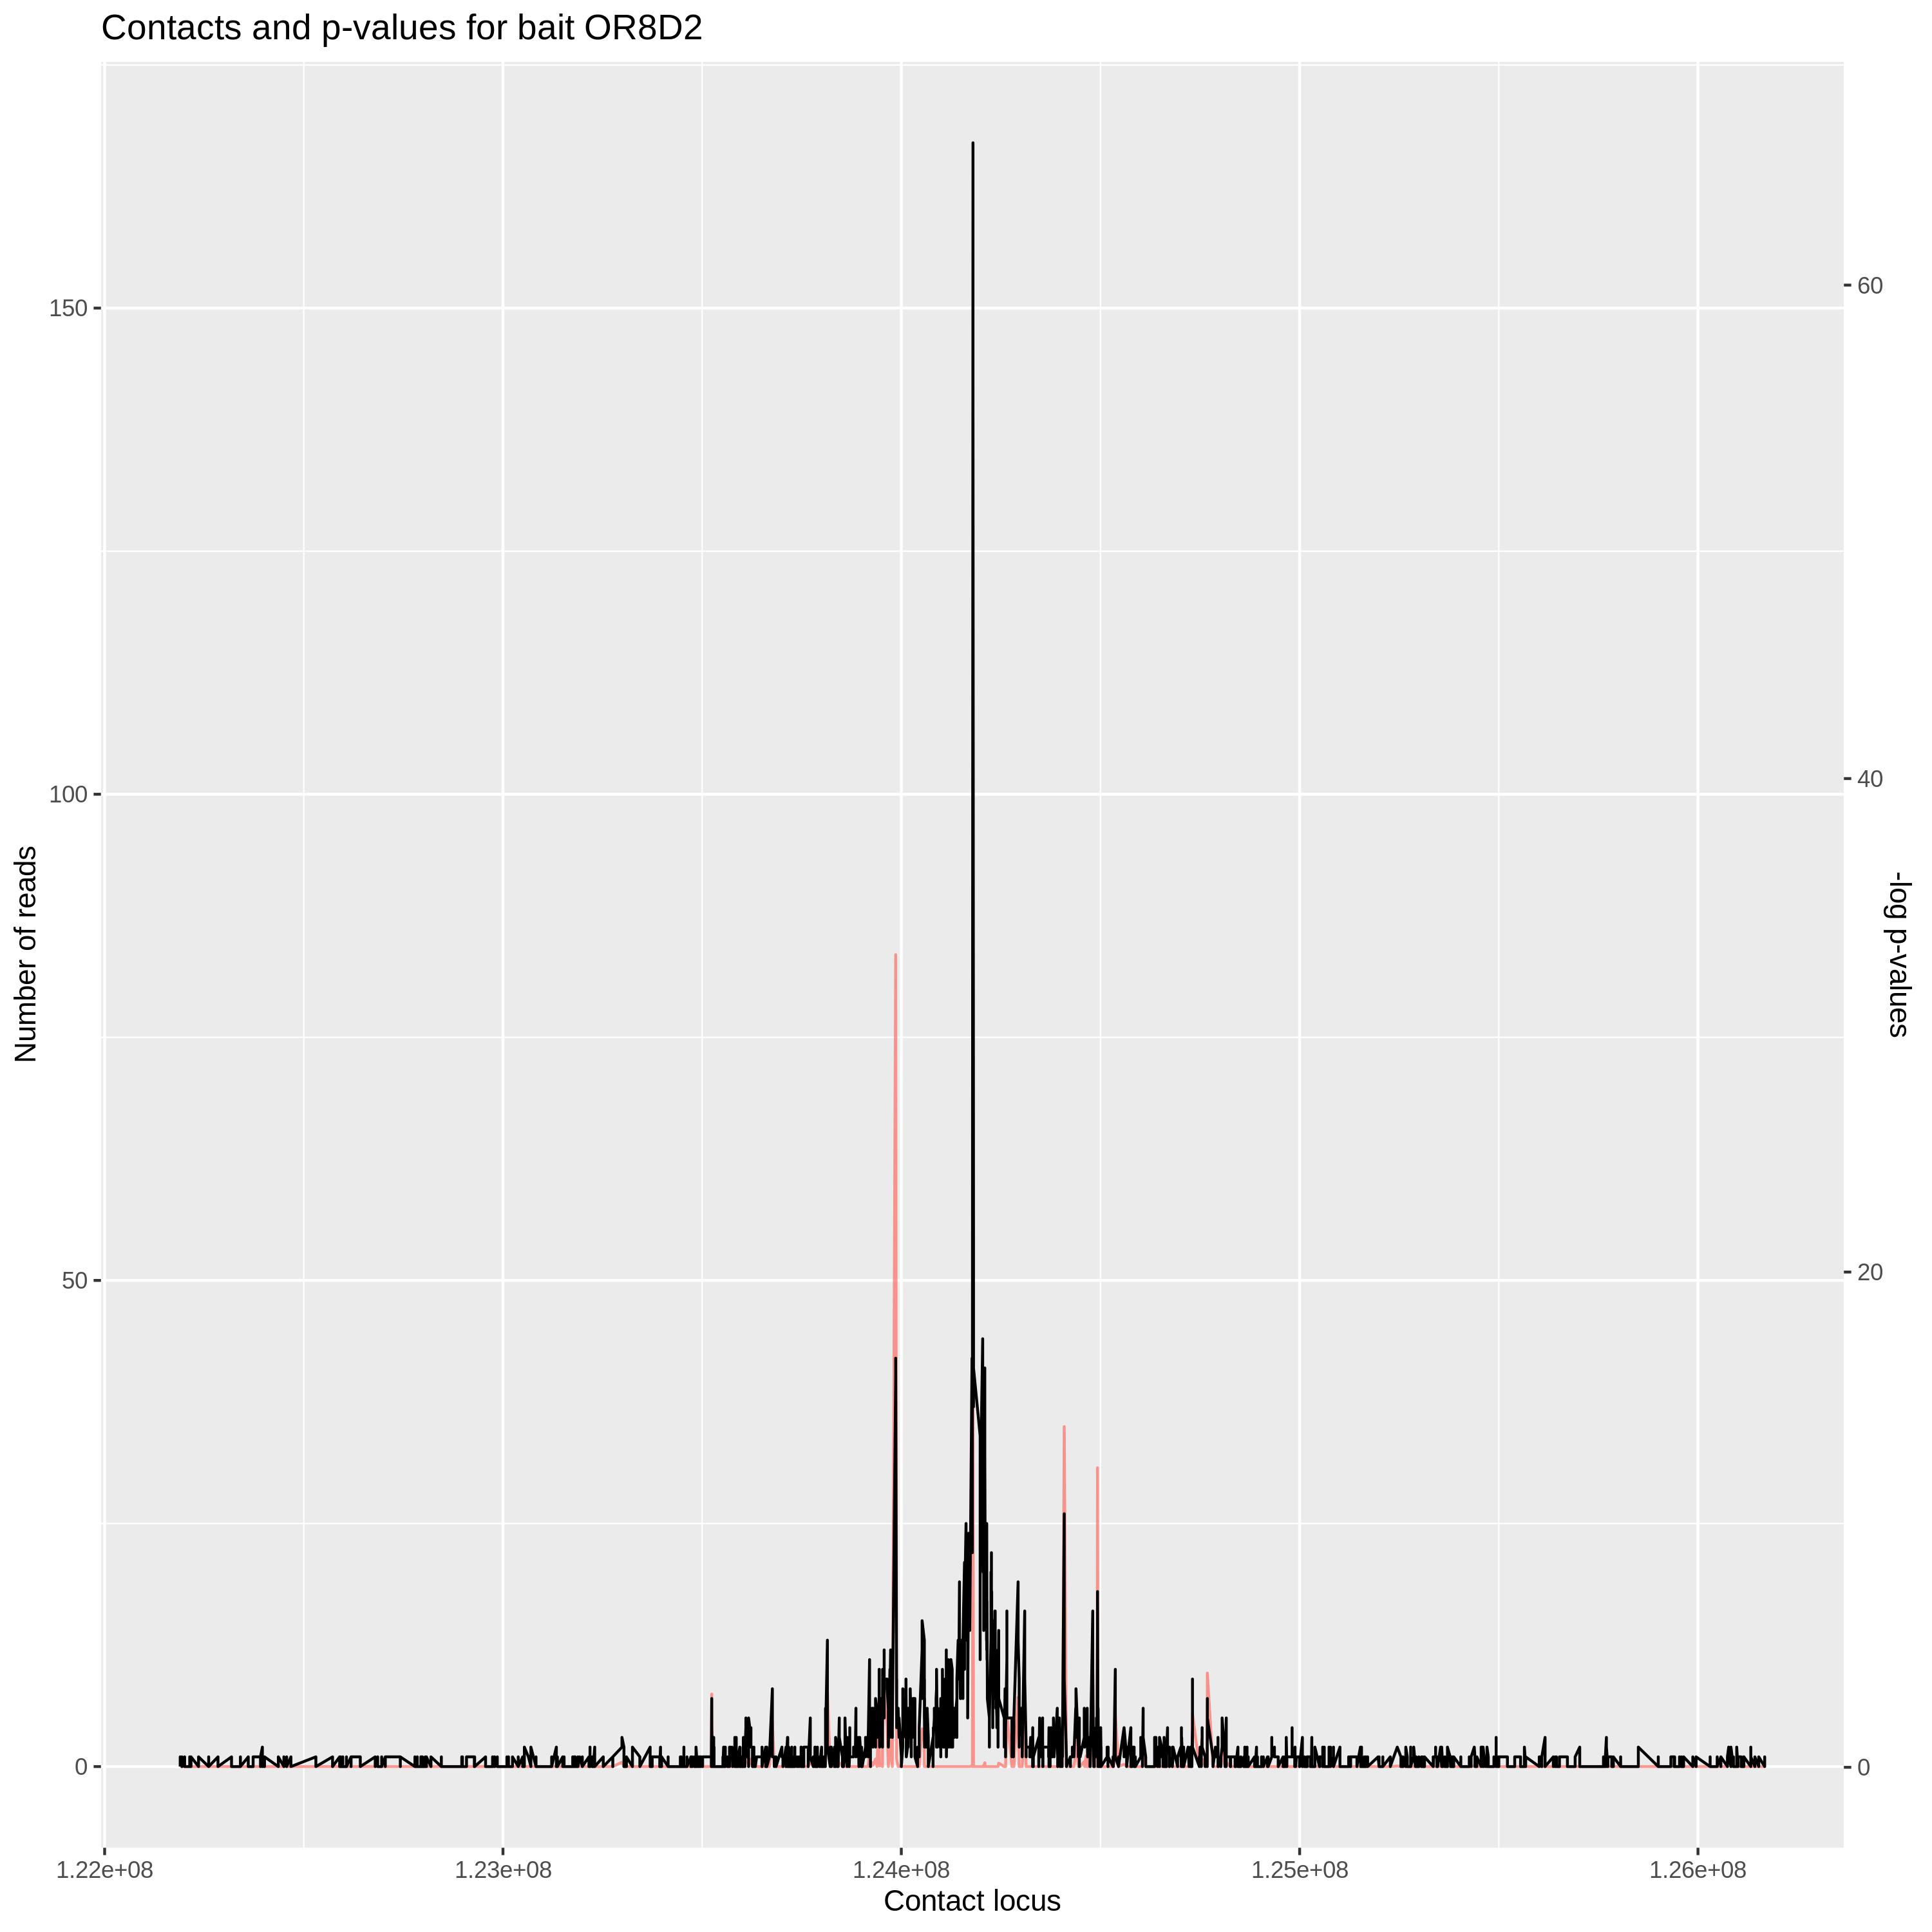 Contacts and p-values for bait OR8D2
150
100
50
0
Number of reads
60
40
20
0
-log p-values
1.22e+08
1.23e+08
1.24e+08
1.25e+08
1.26e+08
Contact locus